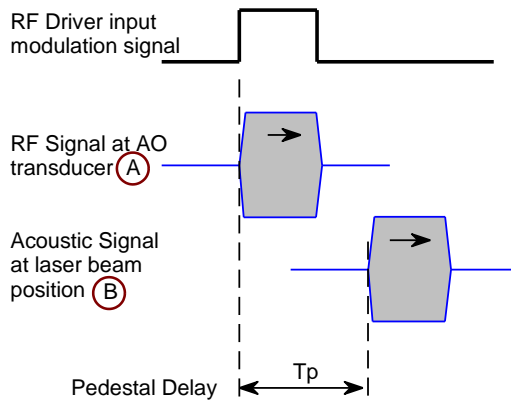 RF Driver input
modulation signal
RF Signal at AO
transducer A
Acoustic Signal
at laser beam
position B
Tp
Pedestal Delay